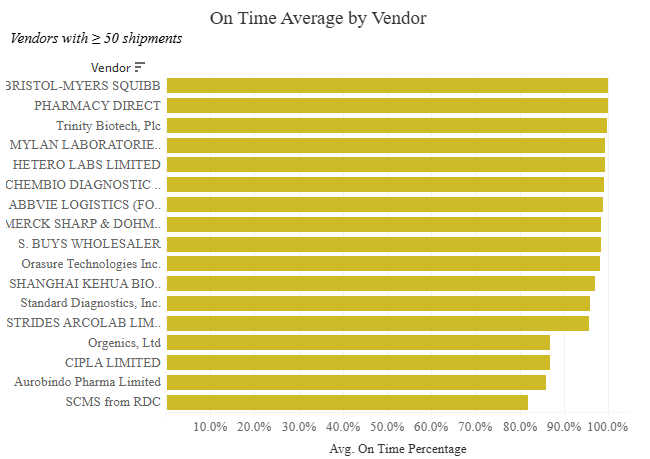 On Time Average by Vendor
Vendors with ≥ 50 shipments
Vendor
BRISTOL-MYERS SQUIBB
PHARMACY DIRECT
Trinity Biotech, Plc
MYLAN LABORATORIE..
HETERO LABS LIMITED
CHEMBIO DIAGNOSTIC ..
ABBVIE LOGISTICS (FO..
MERCK SHARP & DOHM..
S. BUYS WHOLESALER
Orasure Technologies Inc.
SHANGHAI KEHUA BIO..
Standard Diagnostics, Inc.
STRIDES ARCOLAB LIM..
Orgenics, Ltd
CIPLA LIMITED
Aurobindo Pharma Limited
SCMS from RDC
10.0% 20.0% 30.0% 40.0% 50.0% 60.0% 70.0% 80.0% 90.0% 100.0%
Avg. On Time Percentage